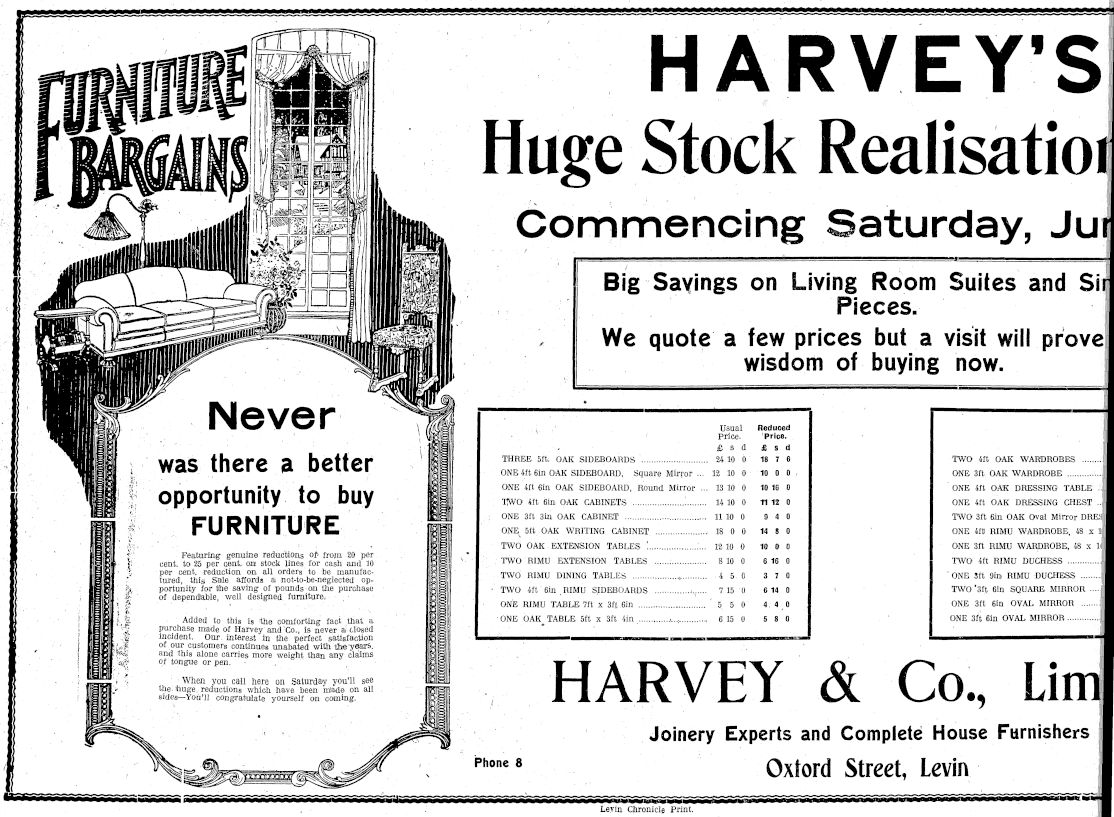 FURNITURE
BARGAINS
HARVEY'S
Huge Stock Realisation
Commencing Saturday, Jun
Big Savings on Living Room Suites and Sin
Pieces.
We quote a few prices but a visit will prove
wisdom of buying now.
Never
was there a better
opportunity to buy
FURNITURE
Featuring genuine reductions of from 20 per
cent. to 25 per cent. on stock lines for cash and 10
per cent. reduction on all orders to be manufac-
tured, this Sale affords a not-to-be-neglected op-
portunity for the saving of pounds on the purchase
of dependable, well designed furniture.
Added to this is the comforting fact that a
purchase made of Harvey and Co., is never a closed
incident. Our interest in the perfect satisfaction
of our customers continues unabated with the years,
and this alone carries more weight than any claims
of tongue or pen.
When you call here on Saturday you'll see
the huge reductions which have been made on all
sides—You'll congratulate yourself on coming.
Usual Reduced
Price. Price.
£ s d £ s d
THREE 5ft. OAK SIDEBOARDS ........ 24 10 0 18 7 6
ONE 4ft 6in OAK SIDEBOARD, Square Mirror ... 12 10 0 10 0 0
ONE 4ft 6in OAK SIDEBOARD, Round Mirror ... 13 10 0 10 16 0
TWO 4ft 6in OAK CABINETS ........ 14 10 0 11 12 0
ONE 3ft 3in OAK CABINET ........ 11 10 0 9 4 0
ONE 5ft OAK WRITING CABINET ........ 18 0 0 14 8 0
TWO OAK EXTENSION TABLES ........ 12 10 0 10 0 0
TWO RIMU EXTENSION TABLES ........ 8 10 0 6 16 0
TWO RIMU DINING TABLES ........ 4 5 0 3 7 0
TWO 4ft 6in RIMU SIDEBOARDS ........ 7 15 0 6 14 0
ONE RIMU TABLE 7ft x 3ft 6in ........ 5 5 0 4 4 0
ONE OAK TABLE 5ft x 3ft 4in ........ 6 15 0 5 8 0
TWO 4ft OAK WARDROBES .....
ONE 3ft OAK WARDROBE .....
ONE 4ft OAK DRESSING TABLE ..
ONE 4ft OAK DRESSING CHEST ..
TWO 3ft 6in OAK Oval Mirror DRES
ONE 4ft RIMU WARDROBE, 48 x 1
ONE 3ft RIMU WARDROBE, 48 x 1
TWO 4ft RIMU DUCHESS .....
ONE 3ft 9in RIMU DUCHESS .....
TWO 3ft 6in SQUARE MIRROR ...
ONE 3ft 6in OVAL MIRROR .....
ONE 3ft 6in OVAL MIRROR .....
HARVEY & Co., Lim
Joinery Experts and Complete House Furnishers
Phone 8
Oxford Street, Levin
Levin Chronicle Print.